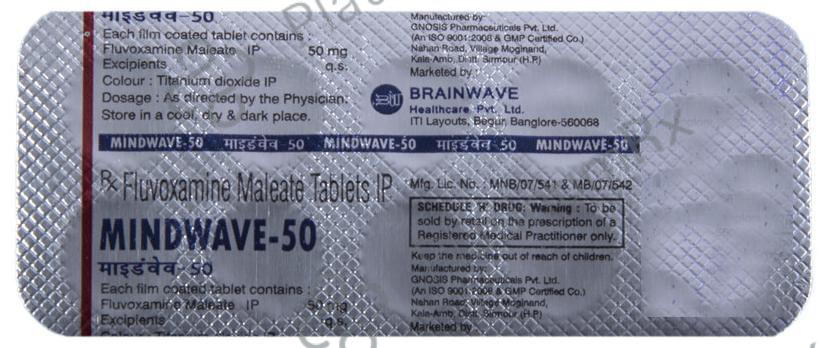 माइंडवेव-50
Each film coated tablet contains :
Fluvoxamine Maleate IP 50 mg
Excipients q.s.
Colour : Titanium dioxide IP
Dosage : As directed by the Physician.
Store in a cool, dry & dark place.
Manufactured by:
GNOSIS Pharmaceuticals Pvt. Ltd.
(An ISO 9001:2008 & GMP Certified Co.)
Nahan Road, Village Moginand,
Kala-Amb, Distt. Sirmour (H.P.)
Marketed by :
BRAINWAVE
Healthcare Pvt. Ltd.
ITI Layouts, Begur, Banglore-560068
MINDWAVE-50 माइंडवेव-50 MINDWAVE-50 माइंडवेव-50 MINDWAVE-50
Rx Fluvoxamine Maleate Tablets IP
MINDWAVE-50
माइंडवेव-50
Each film coated tablet contains :
Fluvoxamine Maleate IP 50 mg
Excipients q.s.
Mfg. Lic. No. : MNB/07/541 & MB/07/542
SCHEDULE 'H' DRUG: Warning : To be
sold by retail on the prescription of a
Registered Medical Practitioner only.
Keep the medicine out of reach of children.
Manufactured by:
GNOSIS Pharmaceuticals Pvt. Ltd.
(An ISO 9001:2008 & GMP Certified Co.)
Nahan Road, Village Moginand,
Kala-Amb, Distt. Sirmour (H.P.)
Marketed by